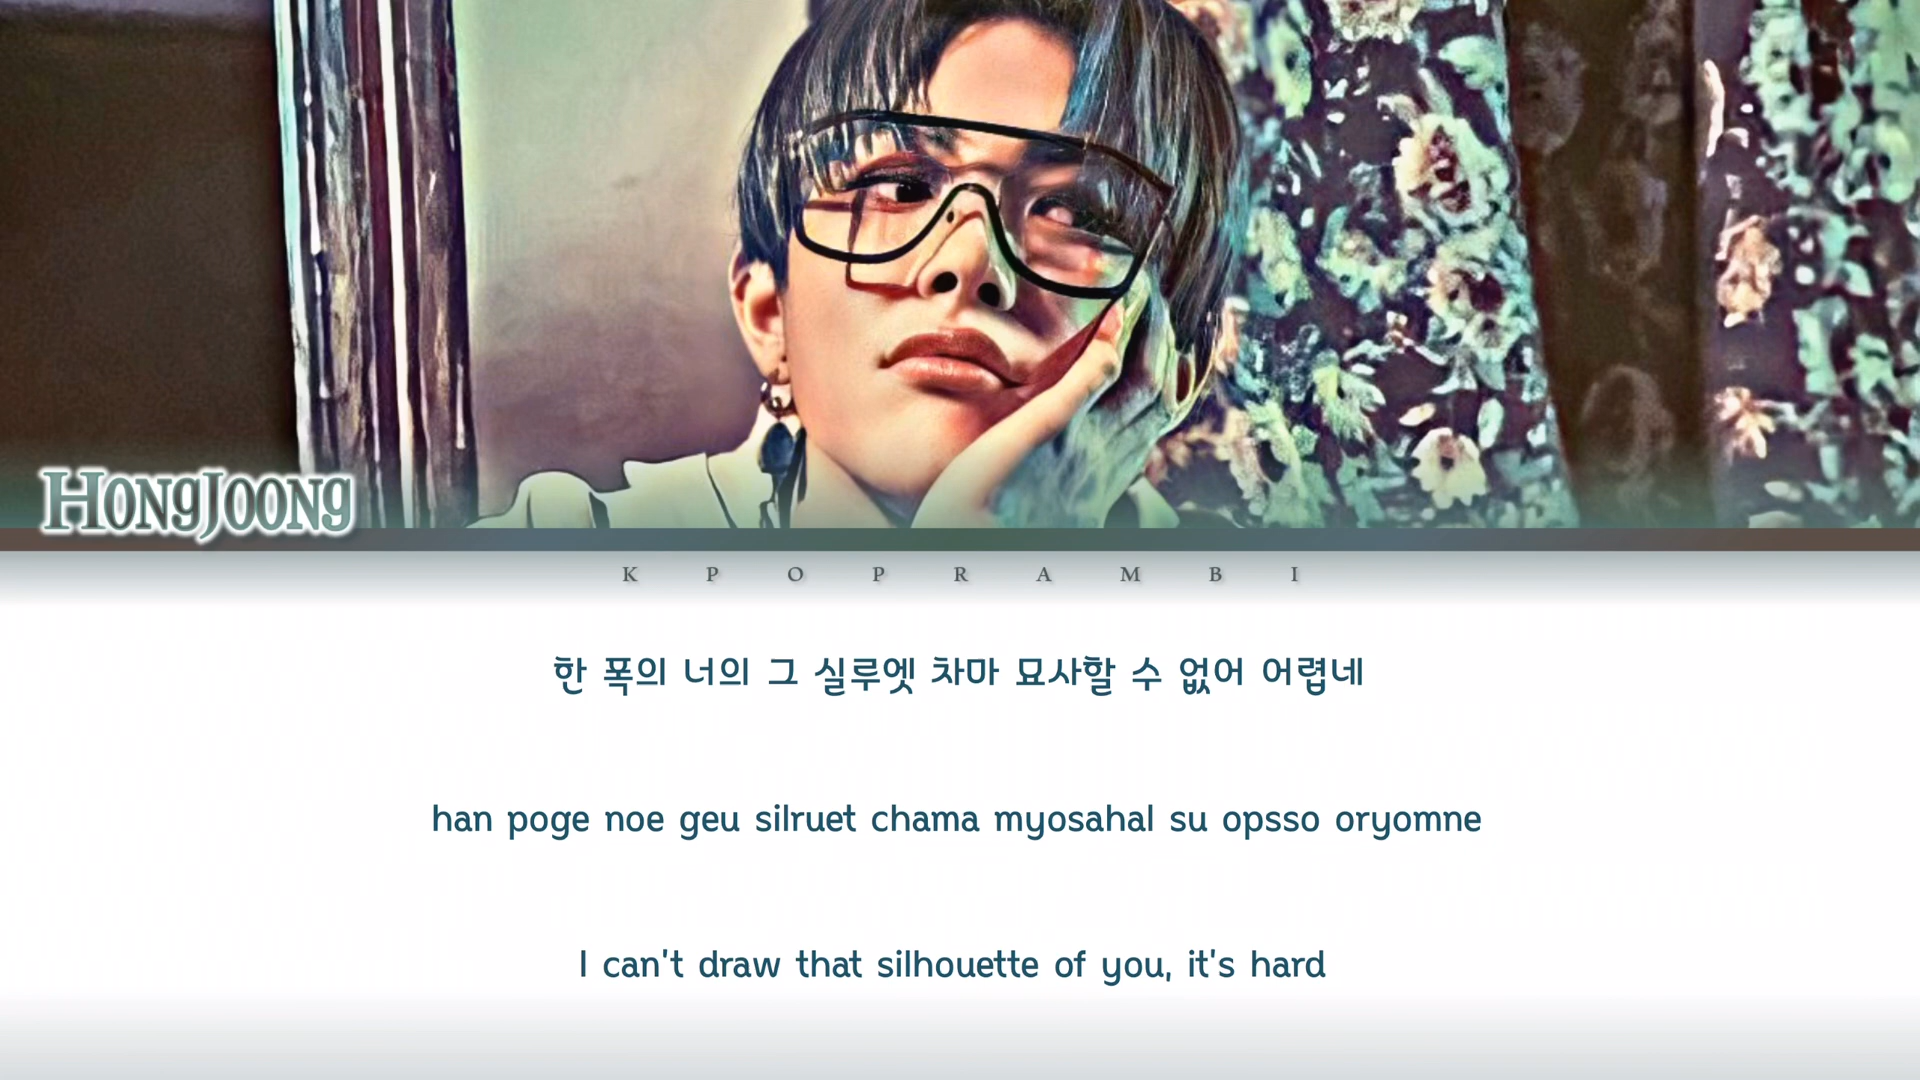 HongJoong
KPOPRAMBI
한 폭의 너의 그 실루엣 차마 묘사할 수 없어 어렵네
han poge noe geu silruet chama myosahal su opsso oryomne
I can't draw that silhouette of you, it's hard